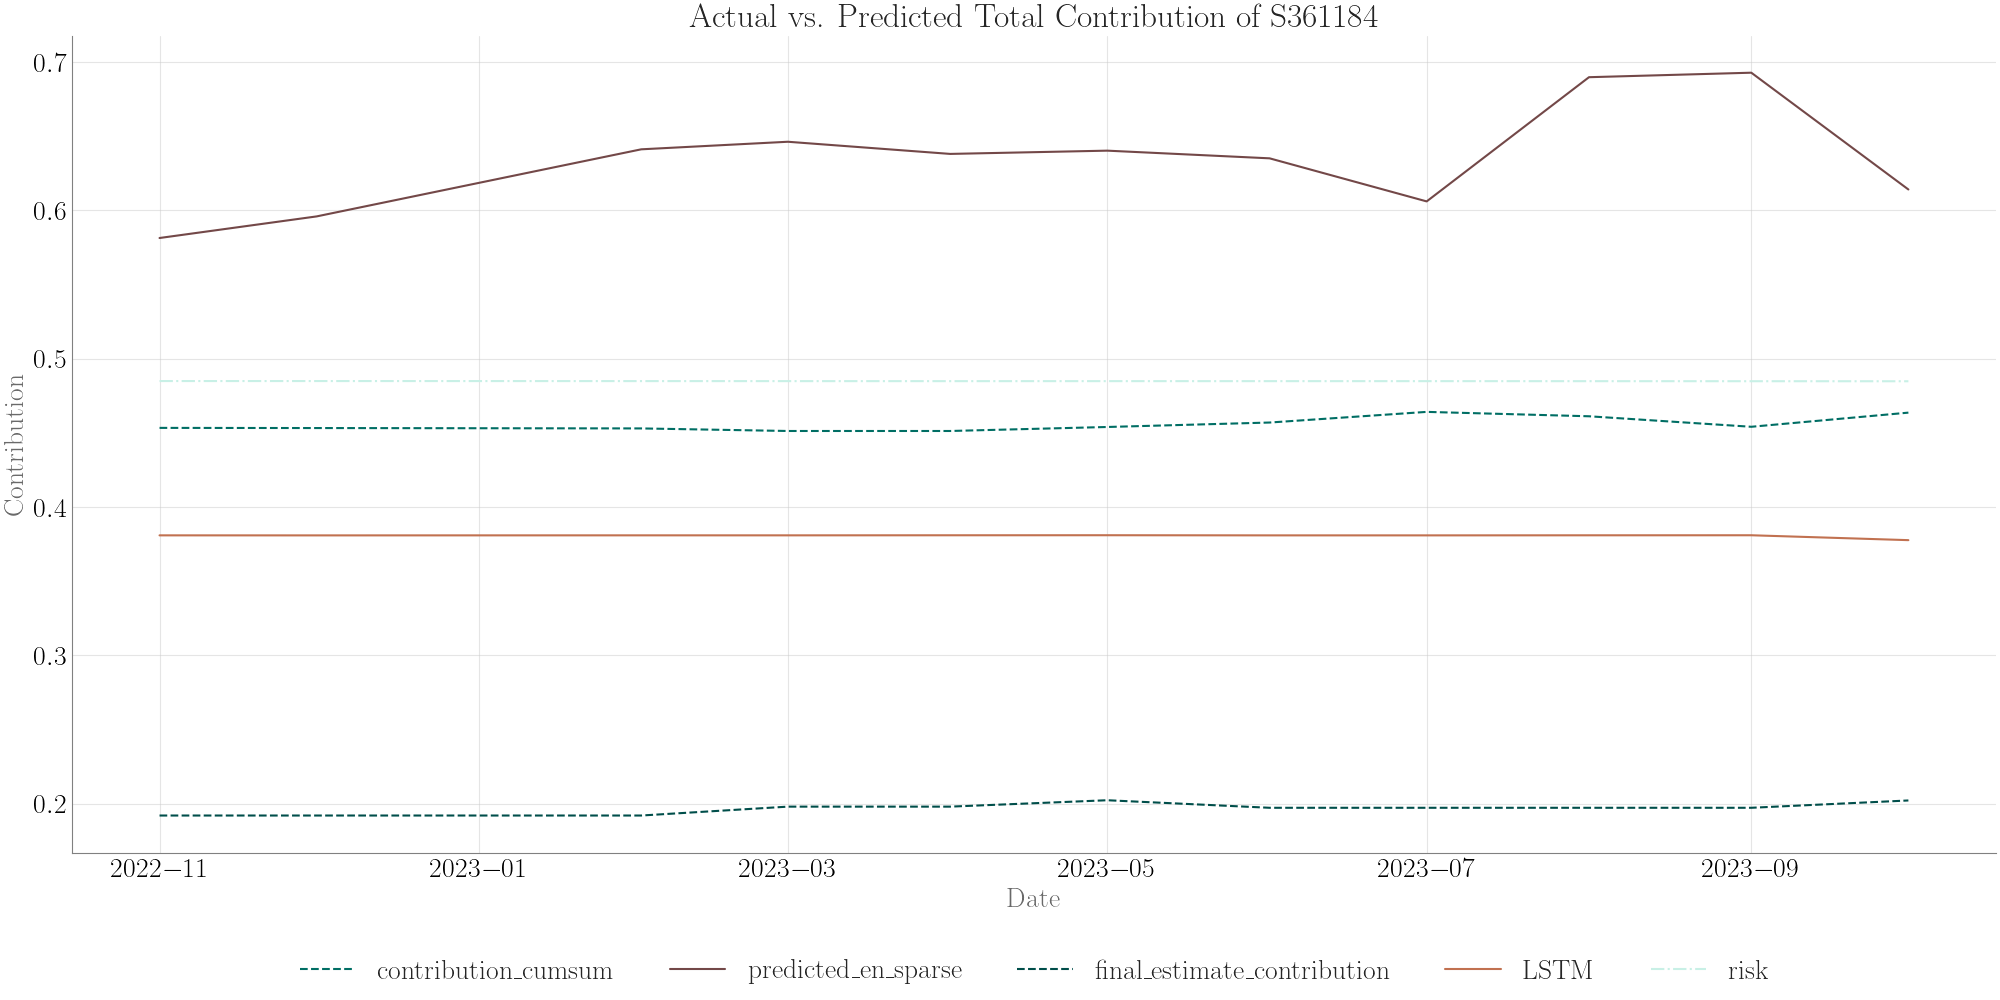 Actual vs. Predicted Total Contribution of S361184
0.7
0.6
0.5
0.4
0.3
0.2
Contribution
2022−11 2023−01 2023−03 2023−05 2023−07 2023−09
Date
contribution_cumsum predicted_en_sparse final_estimate_contribution LSTM risk